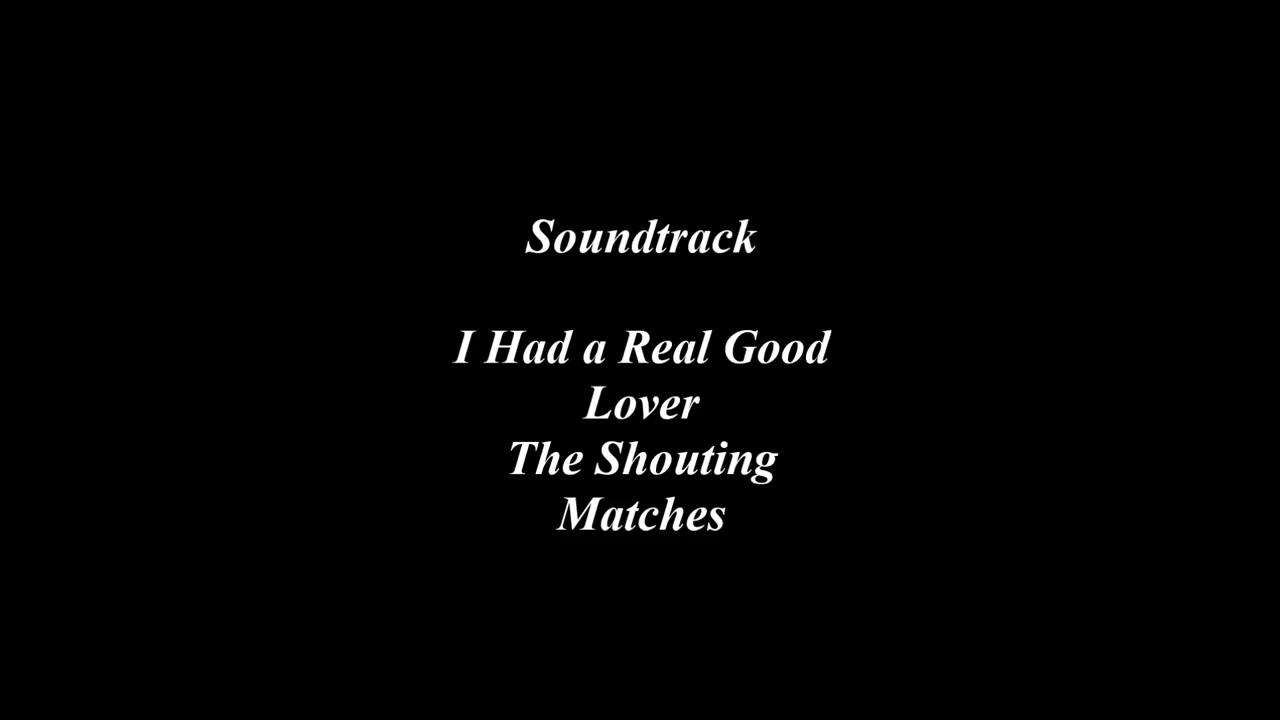 Soundtrack
I Had a Real Good
Lover
The Shouting
Matches